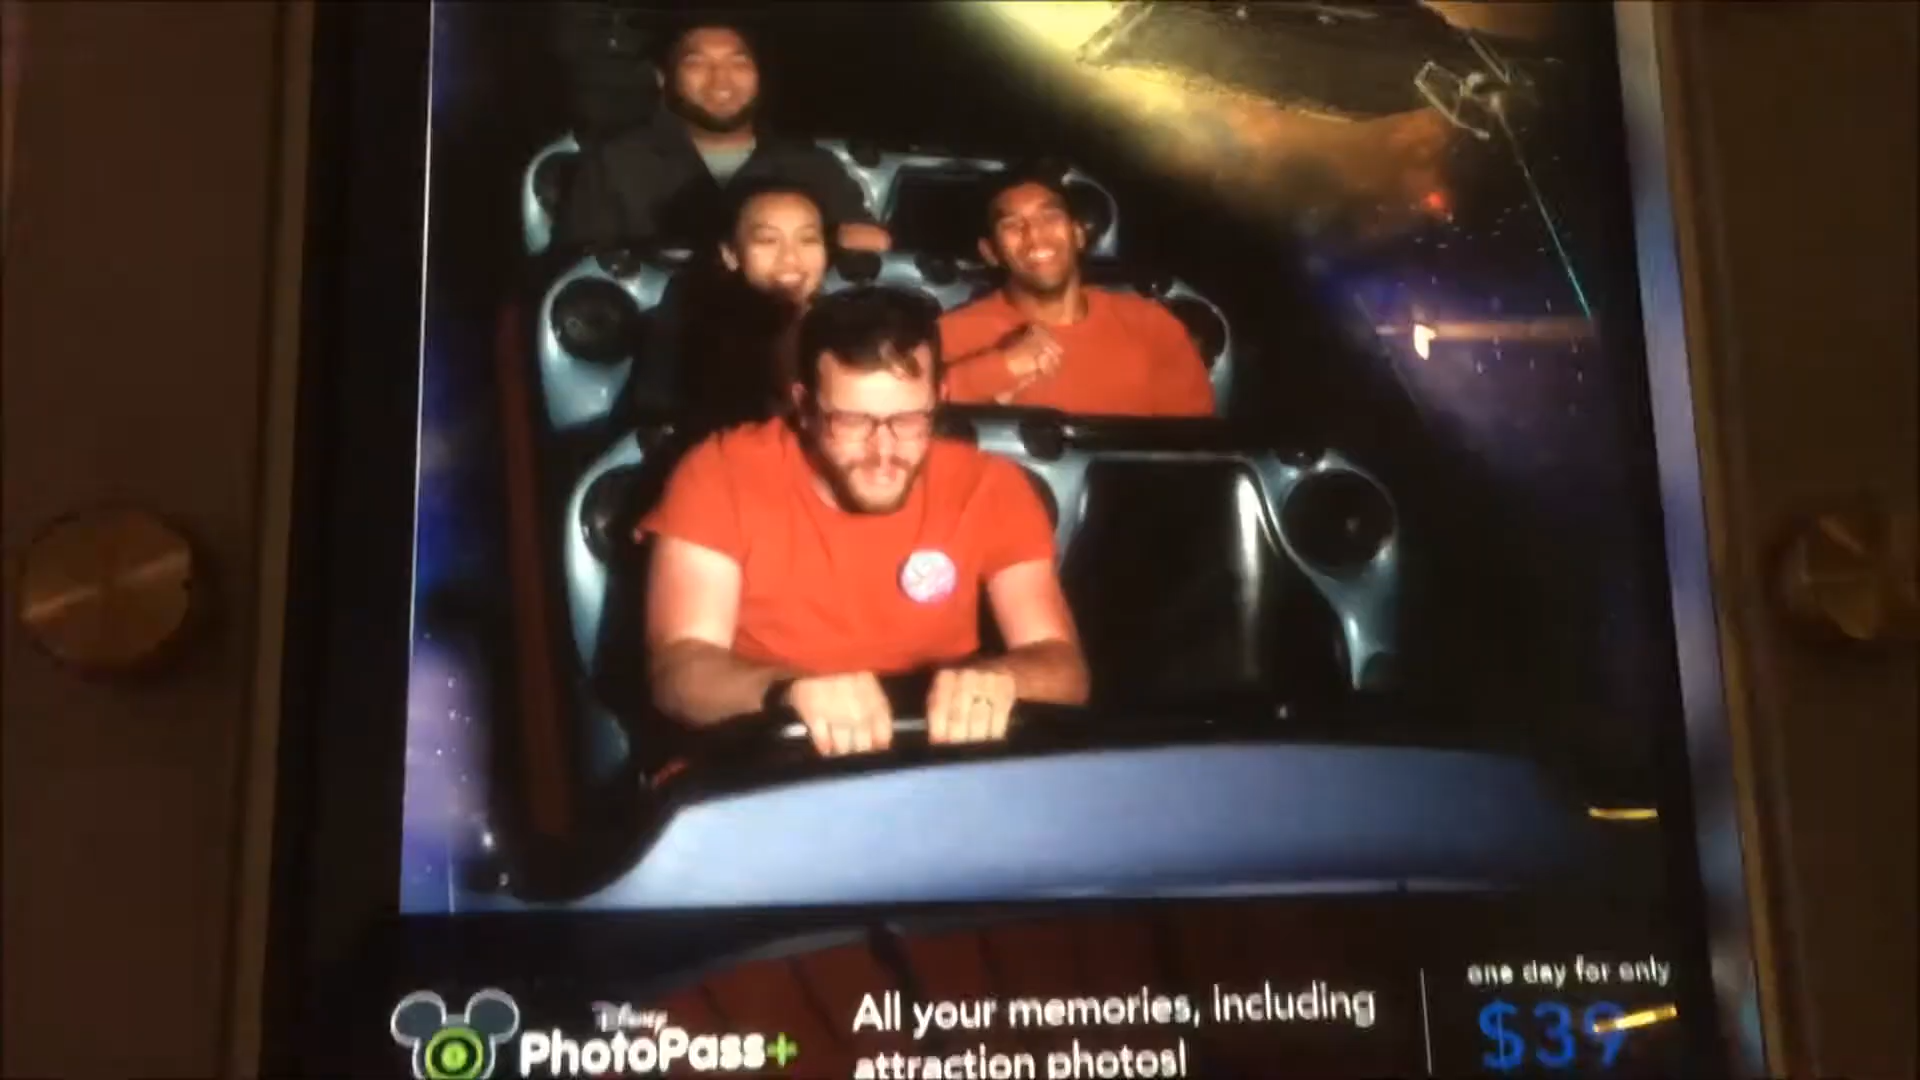 Disney
PhotoPass+
All your memories, including
attraction photos!
one day for only
$39